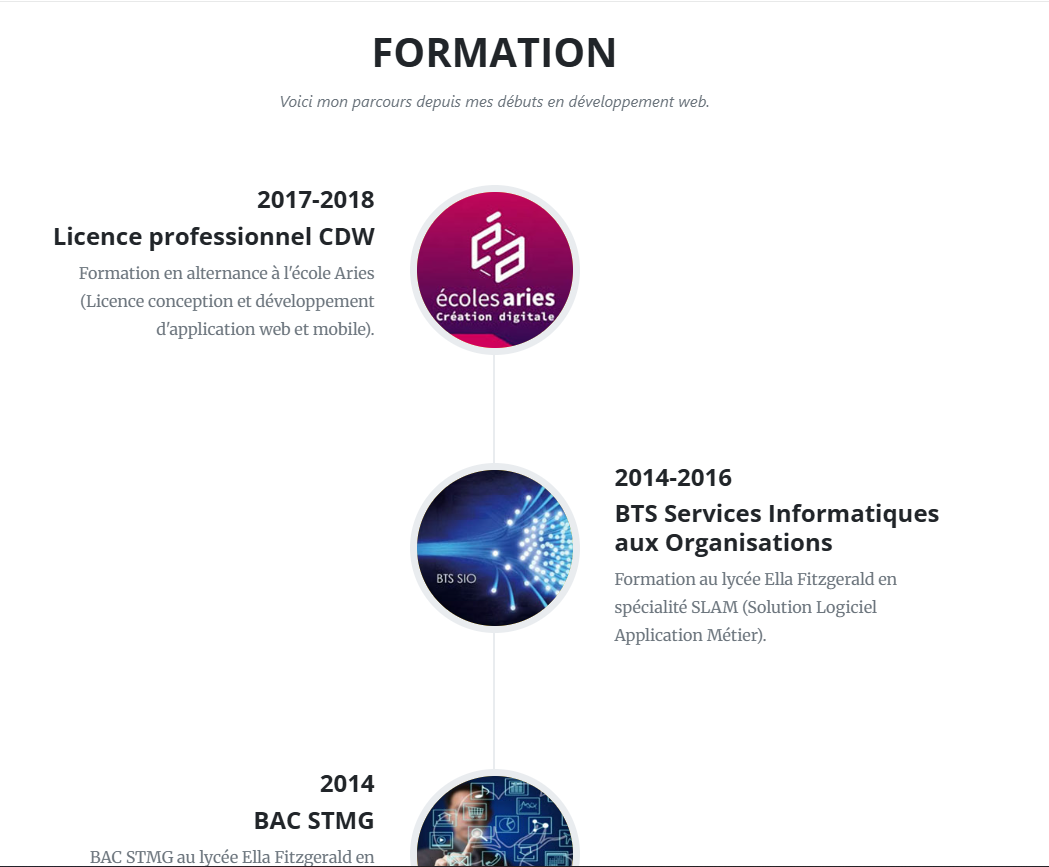 FORMATION
Voici mon parcours depuis mes débuts en développement web.
2017-2018
Licence professionnel CDW
Formation en alternance à l'école Aries
(Licence conception et développement
d'application web et mobile).
éa
écoles aries
Création digitale
2014-2016
BTS Services Informatiques
aux Organisations
Formation au lycée Ella Fitzgerald en
spécialité SLAM (Solution Logiciel
Application Métier).
BTS SIO
2014
BAC STMG
BAC STMG au lycée Ella Fitzgerald en